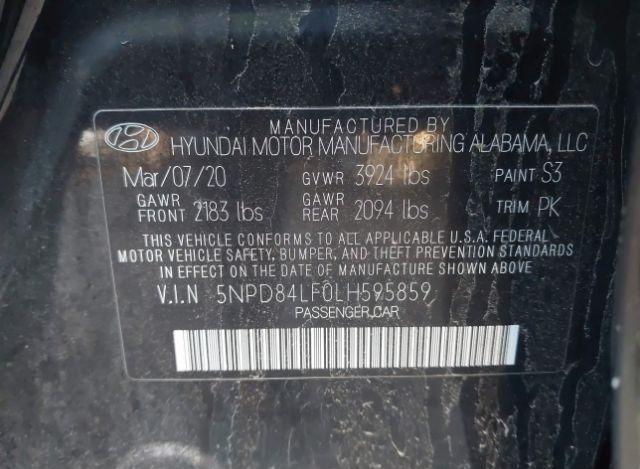 MANUFACTURED BY
HYUNDAI MOTOR MANUFACTURING ALABAMA, LLC
Mar/07/20 GVWR 3924 lbs PAINT S3
GAWR FRONT 2183 lbs GAWR REAR 2094 lbs TRIM PK
THIS VEHICLE CONFORMS TO ALL APPLICABLE U.S.A. FEDERAL
MOTOR VEHICLE SAFETY, BUMPER, AND THEFT PREVENTION STANDARDS
IN EFFECT ON THE DATE OF MANUFACTURE SHOWN ABOVE.
V.I.N 5NPD84LF0LH595859
PASSENGER CAR